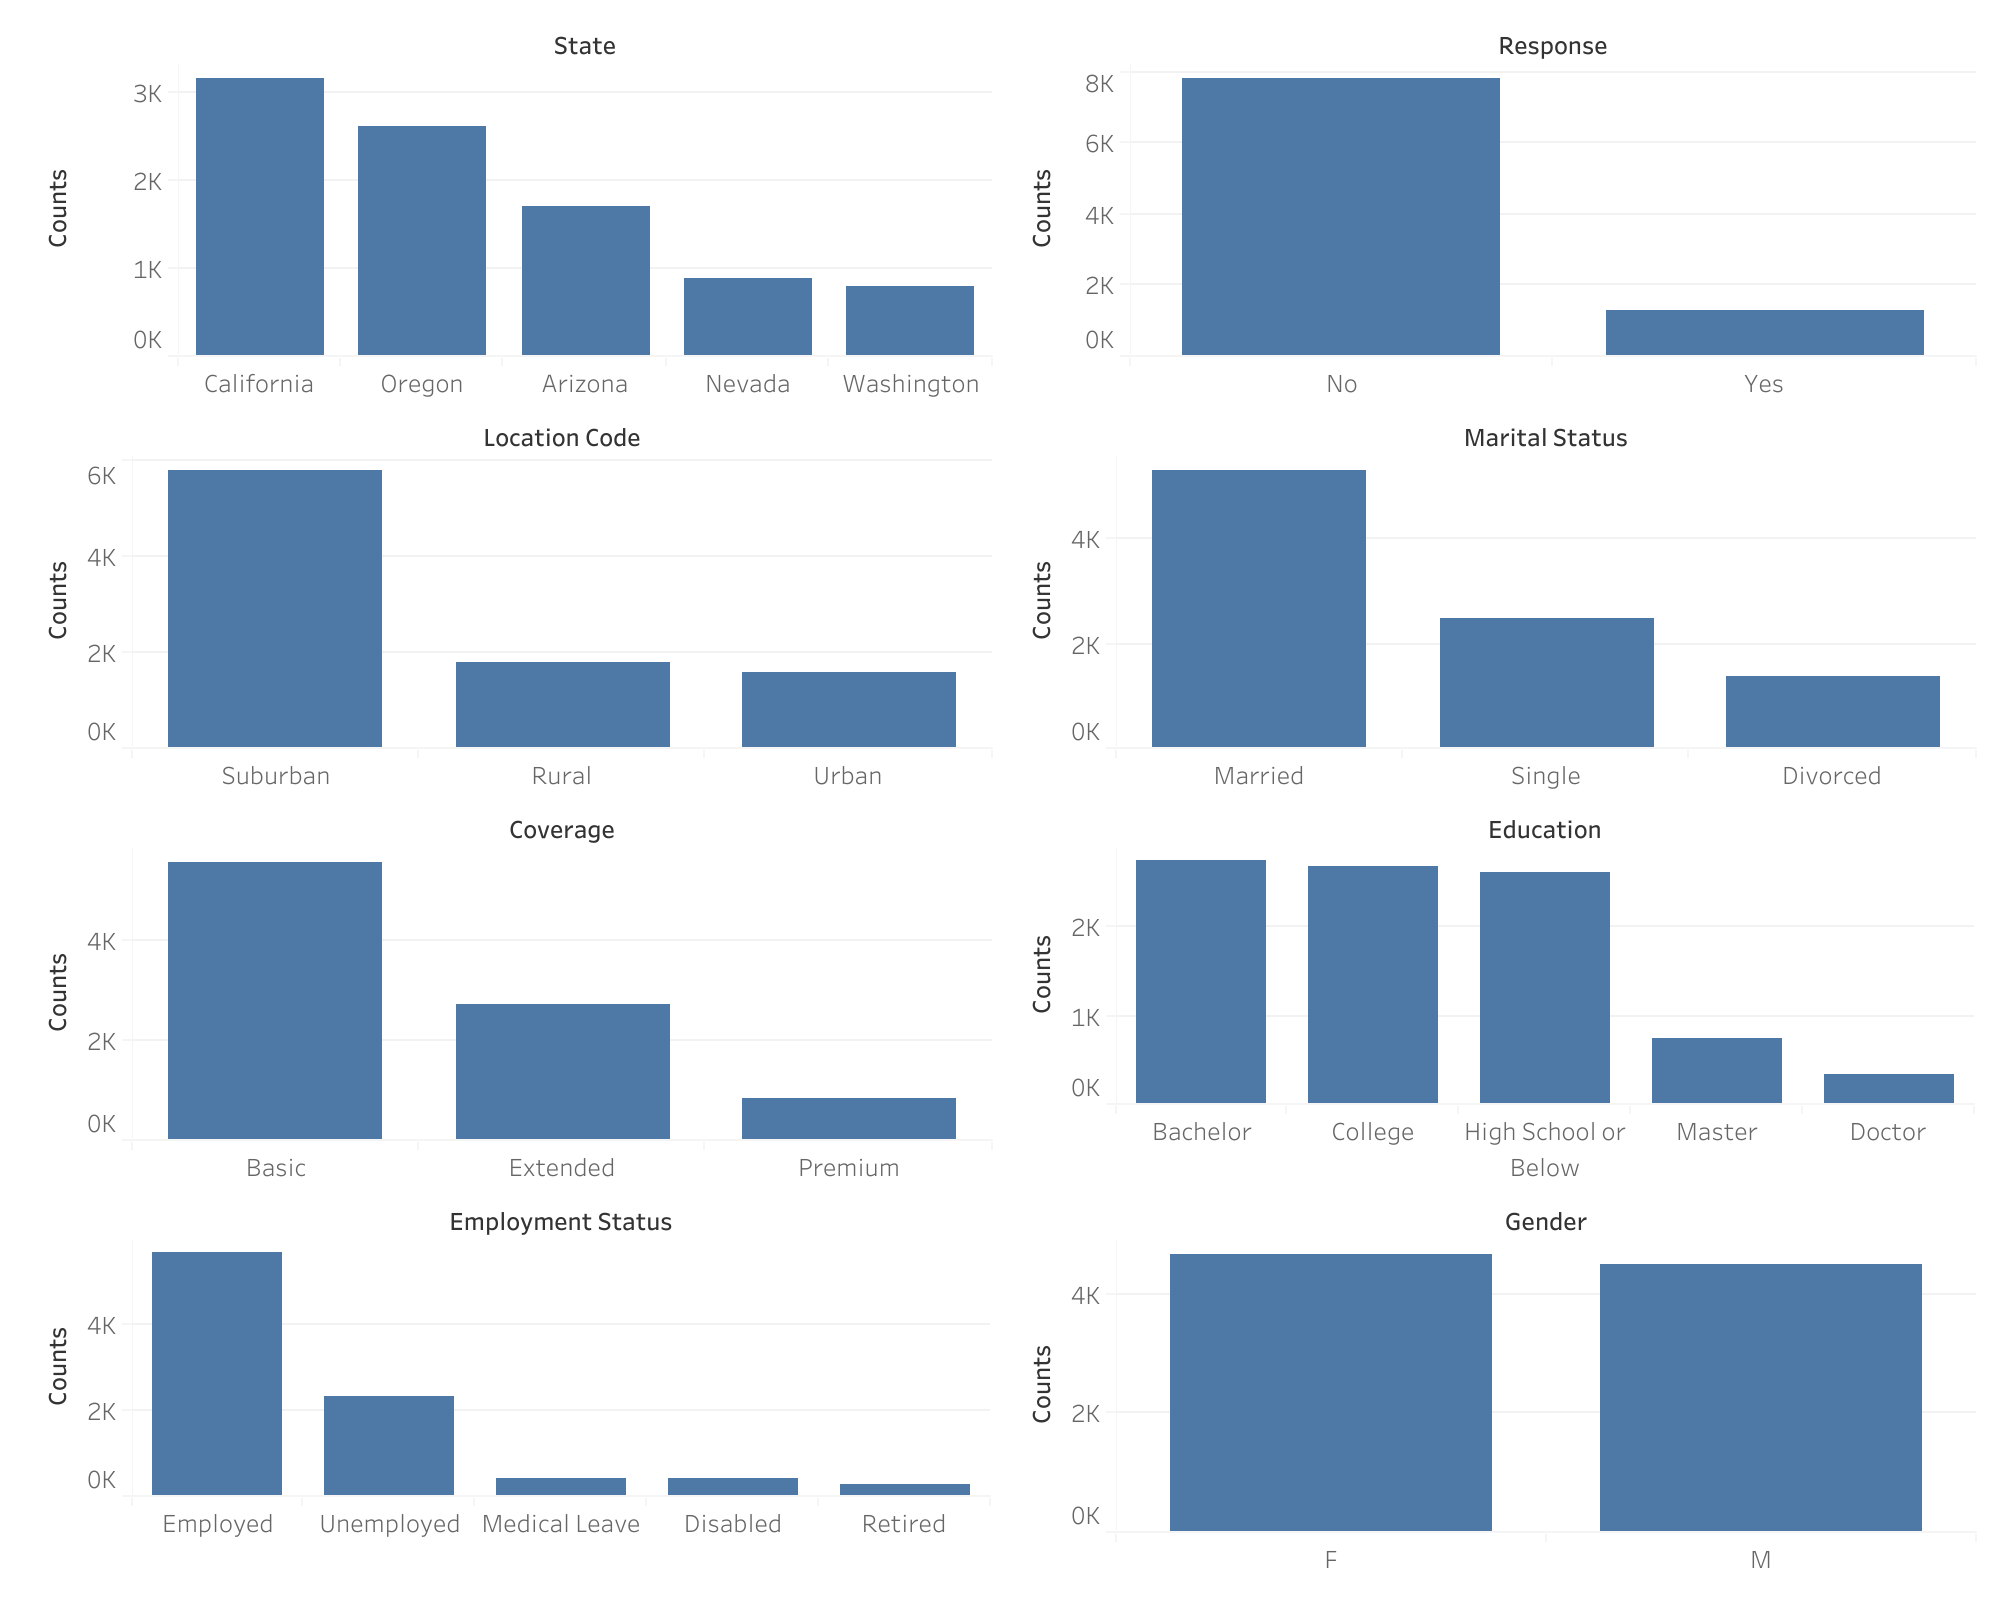 State
Counts
3K
2K
1K
0K
California Oregon Arizona Nevada Washington
Response
Counts
8K
6K
4K
2K
0K
No Yes
Location Code
Counts
6K
4K
2K
0K
Suburban Rural Urban
Marital Status
Counts
4K
2K
0K
Married Single Divorced
Coverage
Counts
4K
2K
0K
Basic Extended Premium
Education
Counts
2K
1K
0K
Bachelor College High School or Master Doctor
Below
Employment Status
Counts
4K
2K
0K
Employed Unemployed Medical Leave Disabled Retired
Gender
Counts
4K
2K
0K
F M